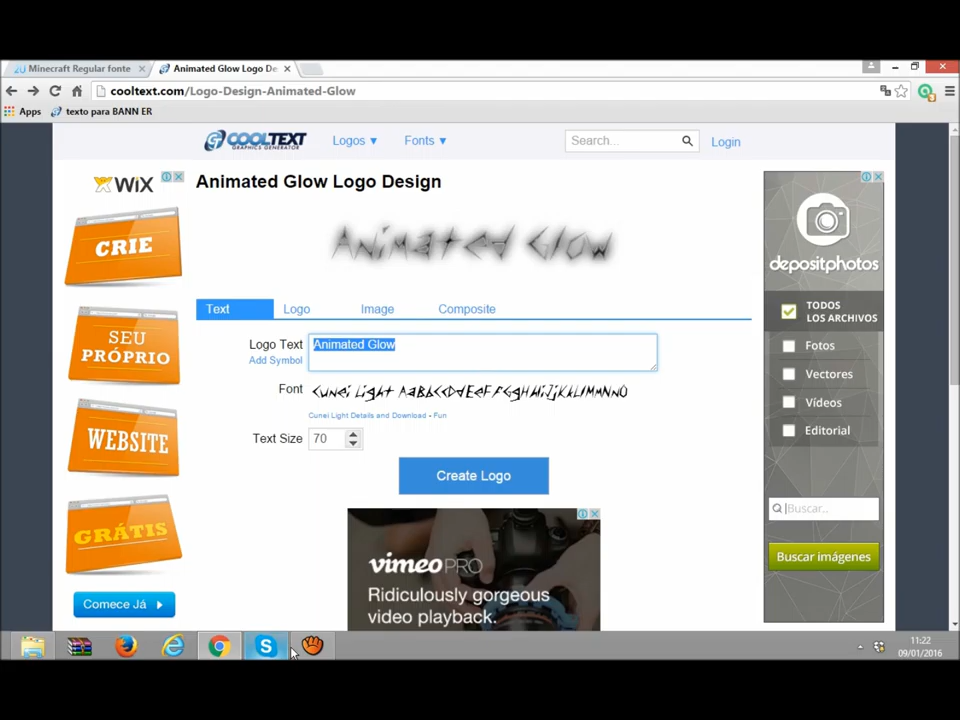 Minecraft Regular fonte
Animated Glow Logo De
cooltext.com/Logo-Design-Animated-Glow
Apps
texto para BANN ER
COOLTEXT
GRAPHICS GENERATOR
Logos ▾
Fonts ▾
Search...
Login
WiX
CRIE
SEU
PRÓPRIO
WEBSITE
GRÁTIS
Comece Já
Animated Glow Logo Design
Animated Glow
Text
Logo
Image
Composite
Logo Text
Animated Glow
Add Symbol
Font
Cunei Light AaBbCcDdEeFfGgHhIiJjKkLlMmNnO
Cunei Light Details and Download - Fun
Text Size
70
Create Logo
vimeo PRO
Ridiculously gorgeous
video playback.
depositphotos
TODOS
LOS ARCHIVOS
Fotos
Vectores
Vídeos
Editorial
Buscar..
Buscar imágenes
11:22
09/01/2016